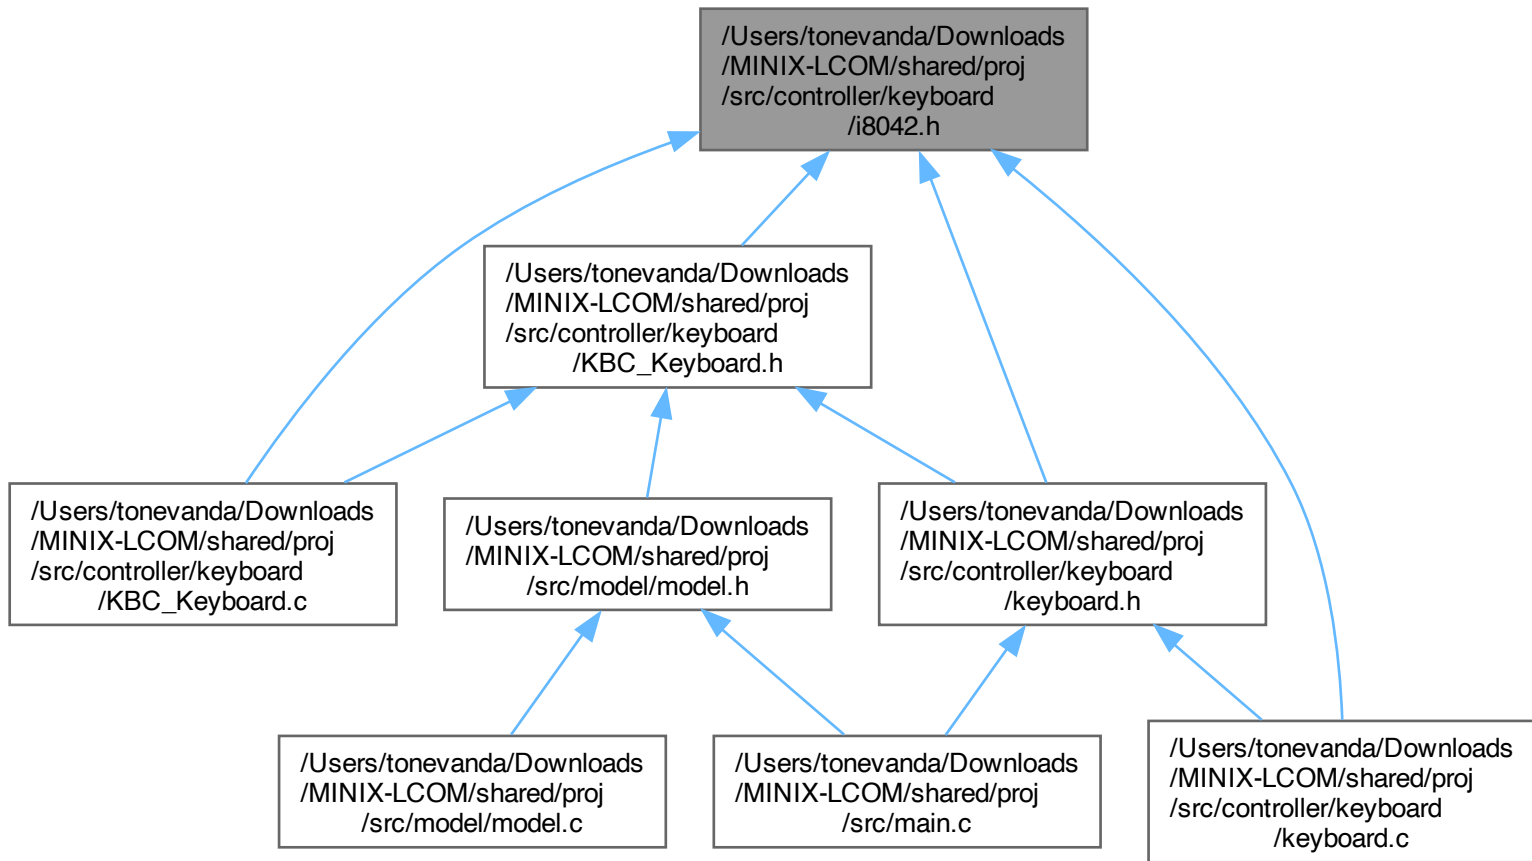 /Users/tonevanda/Downloads
/MINIX-LCOM/shared/proj
/src/controller/keyboard
/i8042.h
/Users/tonevanda/Downloads
/MINIX-LCOM/shared/proj
/src/controller/keyboard
/KBC_Keyboard.h
/Users/tonevanda/Downloads
/MINIX-LCOM/shared/proj
/src/controller/keyboard
/KBC_Keyboard.c
/Users/tonevanda/Downloads
/MINIX-LCOM/shared/proj
/src/model/model.h
/Users/tonevanda/Downloads
/MINIX-LCOM/shared/proj
/src/controller/keyboard
/keyboard.h
/Users/tonevanda/Downloads
/MINIX-LCOM/shared/proj
/src/model/model.c
/Users/tonevanda/Downloads
/MINIX-LCOM/shared/proj
/src/main.c
/Users/tonevanda/Downloads
/MINIX-LCOM/shared/proj
/src/controller/keyboard
/keyboard.c